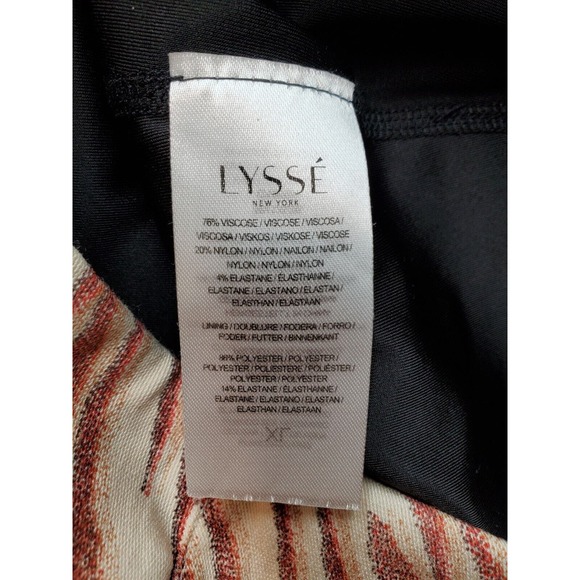 LYSSÉ
NEW YORK
76% VISCOSE / VISCOSE / VISCOSA /
VISCOSA / VISKOS / VISKOSE / VISCOSE
20% NYLON / NYLON / NAILON / NAILON /
NYLON / NYLON / NYLON
4% ELASTANE / ÉLASTHANNE /
ELASTANE / ELASTANO / ELASTAN /
ELASTHAN / ELASTAAN
LINING / DOUBLURE / FODERA / FORRO /
FODER / FUTTER / BINNENKANT
86% POLYESTER / POLYESTER /
POLYESTER / POLIESTERE / POLIÉSTER /
POLYESTER / POLYESTER
14% ELASTANE / ÉLASTHANNE /
ELASTANE / ELASTANO / ELASTAN /
ELASTHAN / ELASTAAN
XL